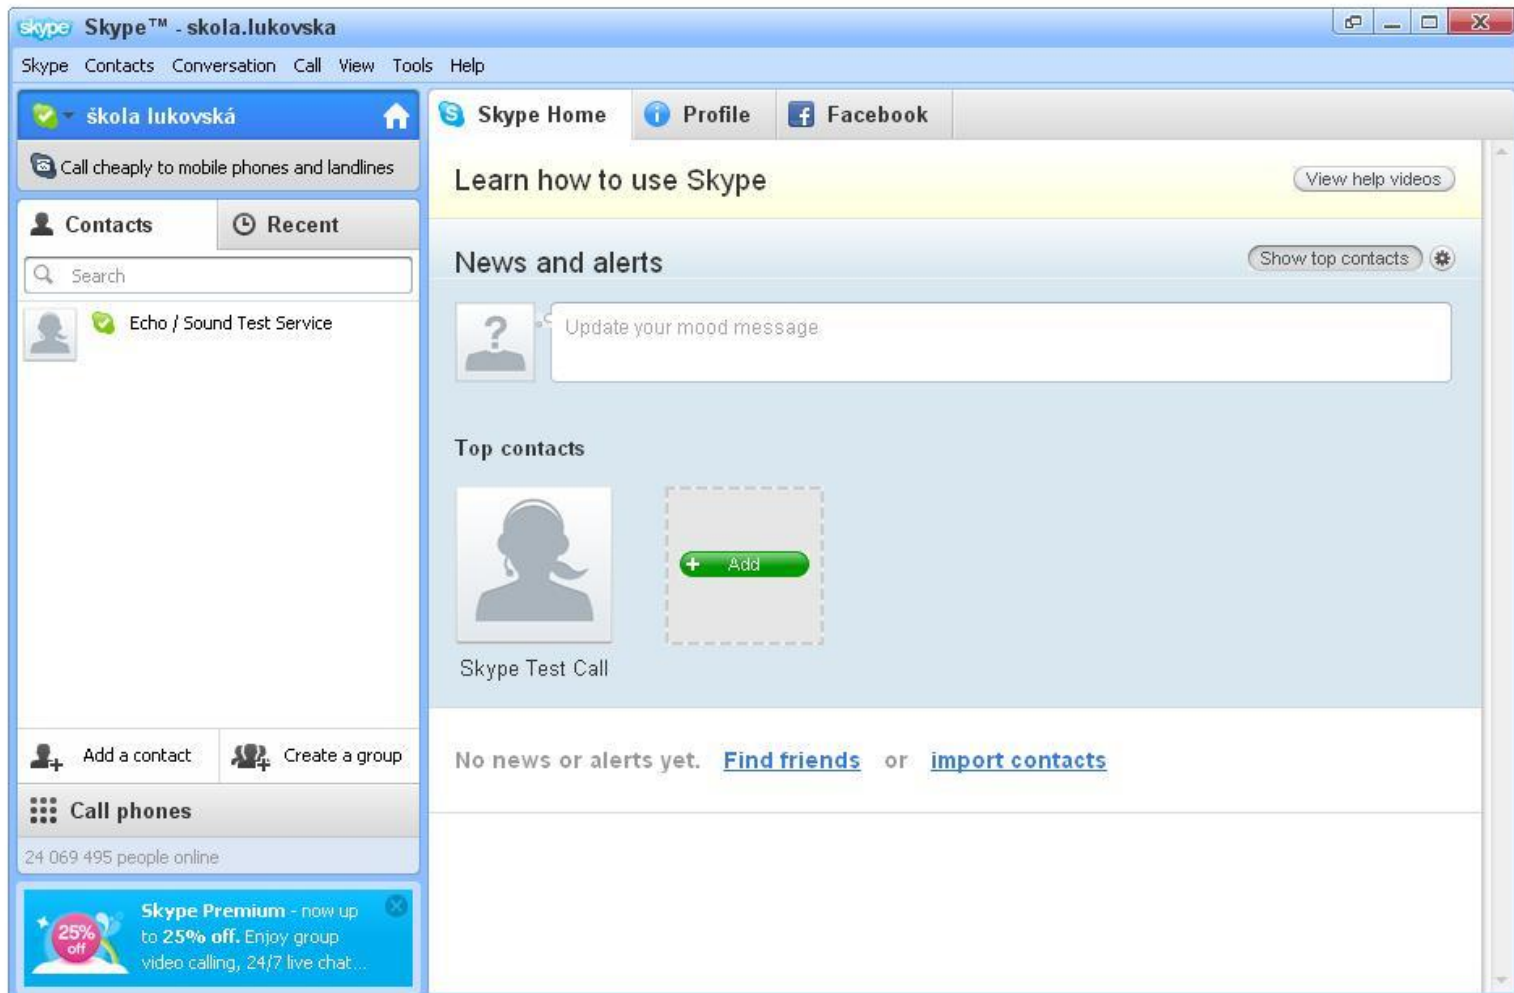 skype Skype™ - skola.lukovska
Skype Contacts Conversation Call View Tools Help
škola lukovská
Call cheaply to mobile phones and landlines
Contacts Recent
Search
Echo / Sound Test Service
Add a contact Create a group
Call phones
24 069 495 people online
25% off
Skype Premium - now up
to 25% off. Enjoy group
video calling, 24/7 live chat...
Skype Home Profile Facebook
Learn how to use Skype View help videos
News and alerts Show top contacts
?
Update your mood message
Top contacts
+ Add
Skype Test Call
No news or alerts yet. Find friends or import contacts